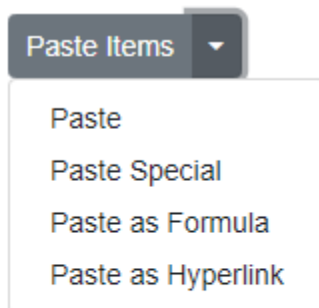 Paste Items
Paste
Paste Special
Paste as Formula
Paste as Hyperlink